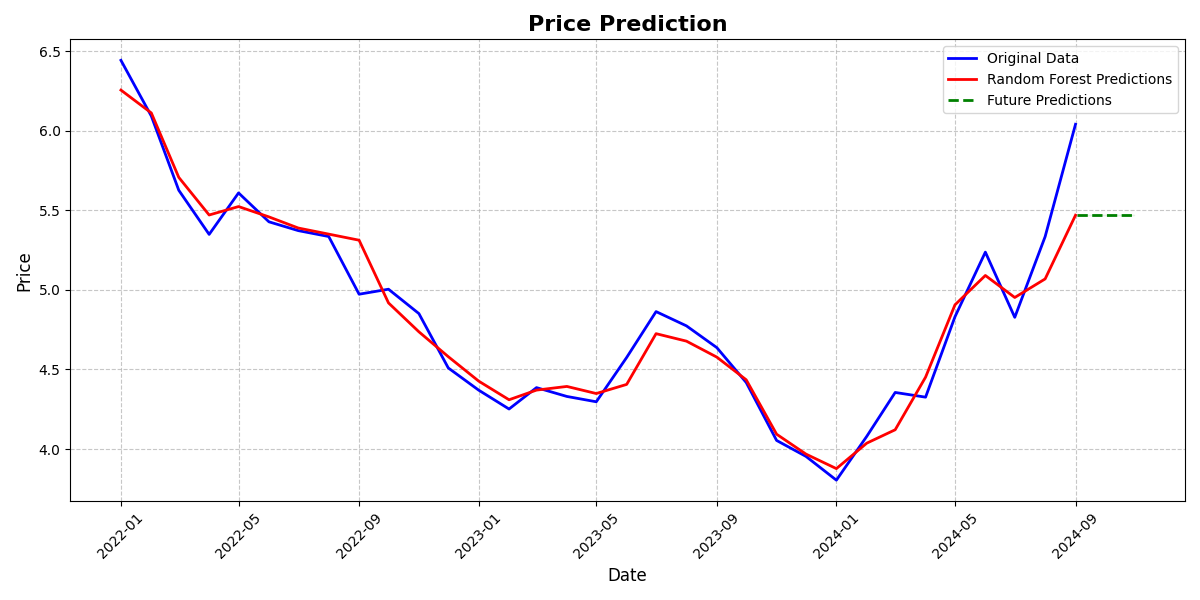 Price Prediction
Original Data
Random Forest Predictions
Future Predictions
Price
6.5
6.0
5.5
5.0
4.5
4.0
2022-01
2022-05
2022-09
2023-01
2023-05
2023-09
2024-01
2024-05
2024-09
Date